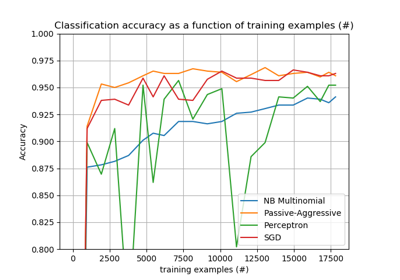 Classification accuracy as a function of training examples (#)
1.000
0.975
0.950
0.925
0.900
0.875
0.850
0.825
0.800
Accuracy
NB Multinomial
Passive-Aggressive
Perceptron
SGD
0 2500 5000 7500 10000 12500 15000 17500
training examples (#)